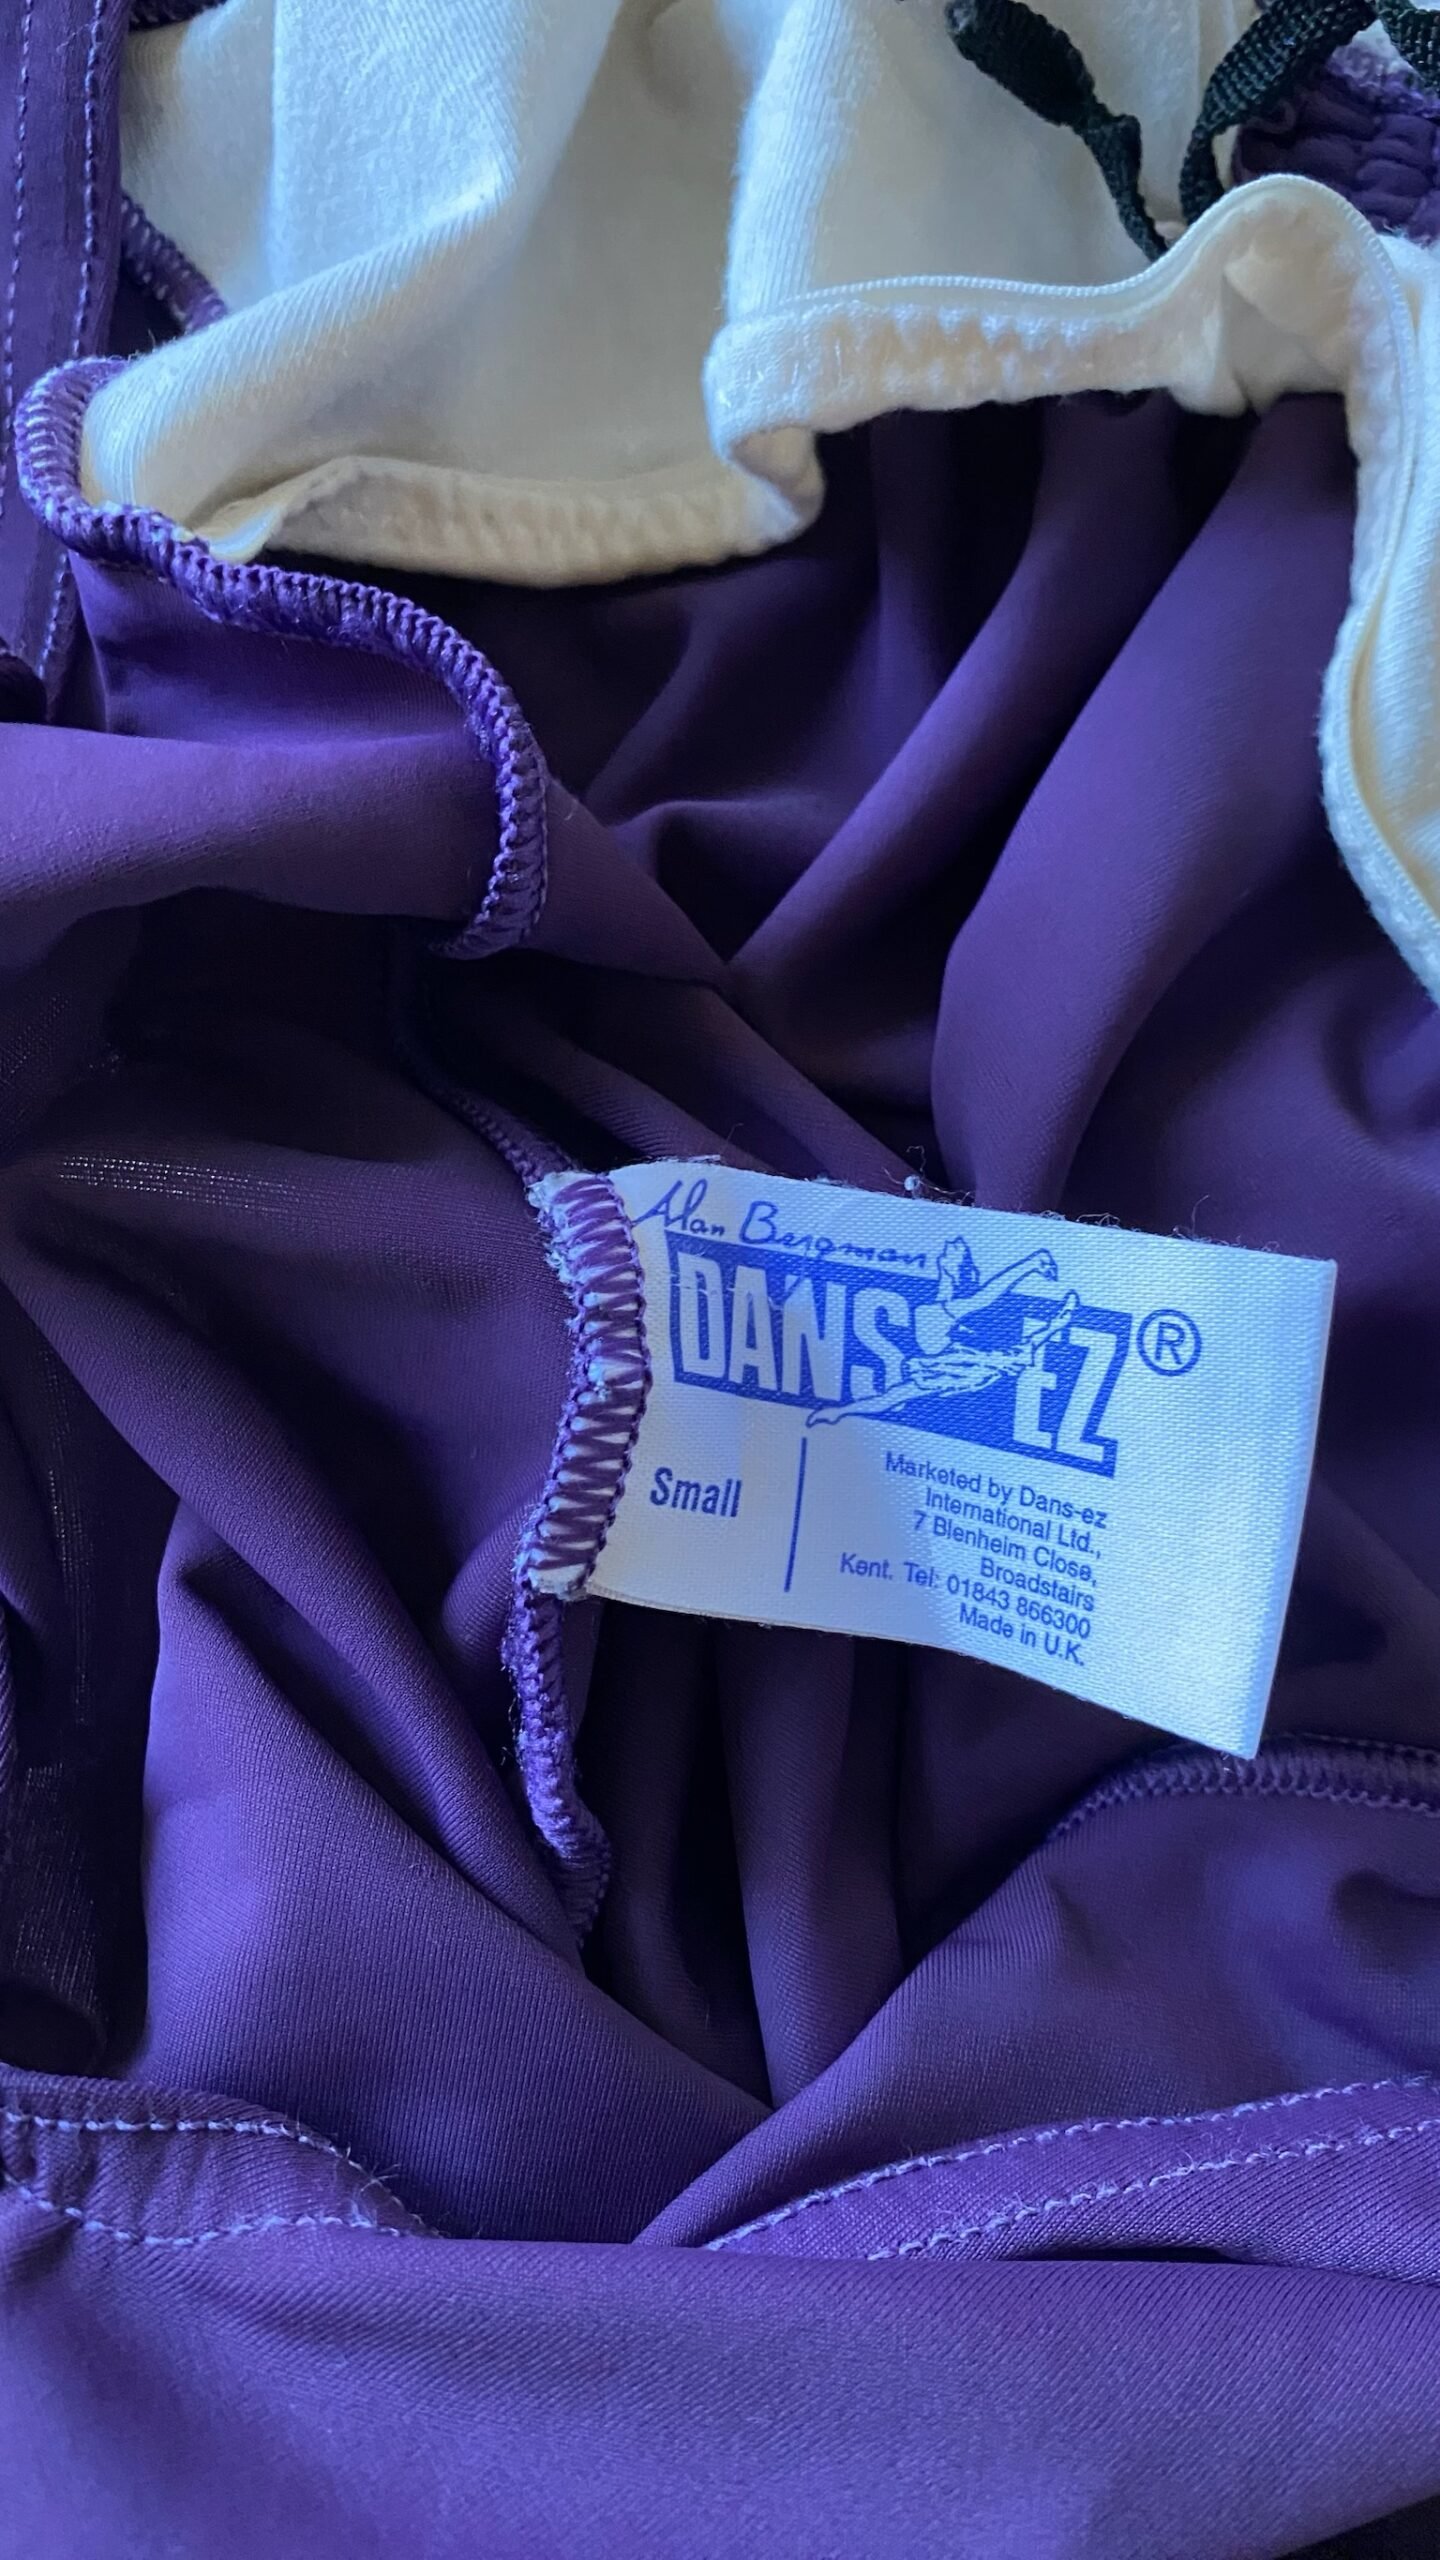 Alan Bergman
DANS EZ ®
Small
Marketed by Dans-ez
International Ltd.,
7 Blenheim Close,
Broadstairs
Kent. Tel: 01843 866300
Made in U.K.